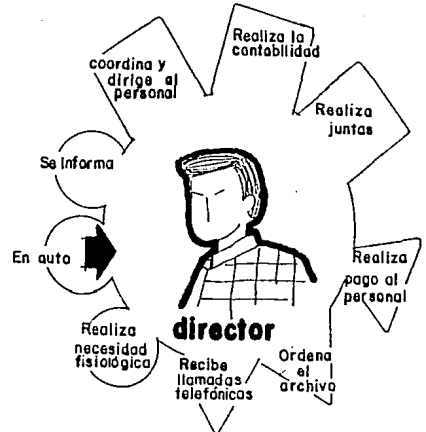 Realiza la
contabilidad
coordina y
dirige al
personal
Realiza
juntas
Se informa
En auto
Realiza
pago al
personal
Realiza
necesidad
fisiológica
director
Recibe
llamadas
telefónicas
Ordena
el
archivo